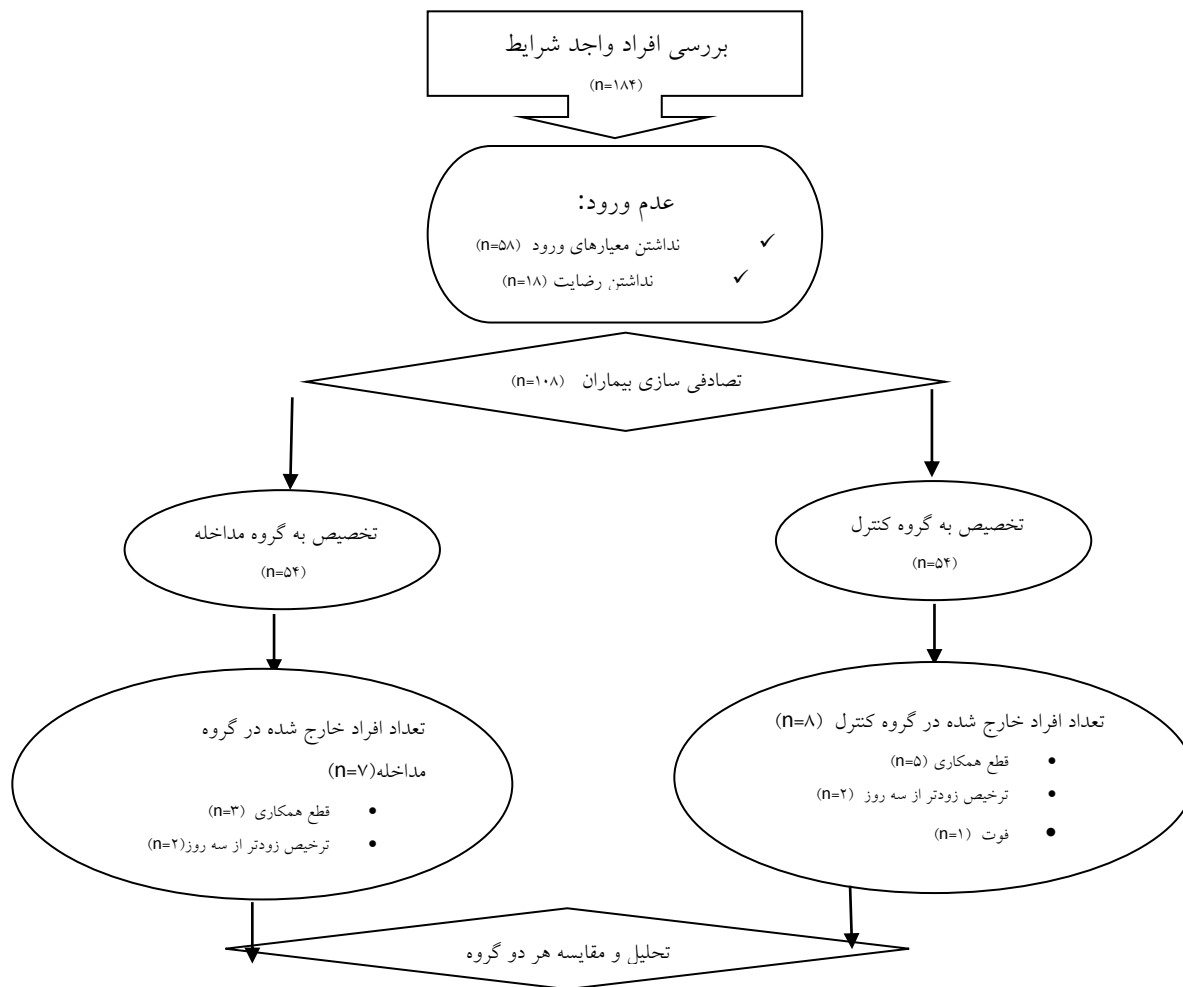 بررسی افراد واجد شرایط
(n=۱۸۴)
عدم ورود:
✓ نداشتن معیارهای ورود (n=۵۸)
✓ نداشتن رضایت (n=۱۸)
تصادفی سازی بیماران (n=۱۰۸)
تخصیص به گروه کنترل
(n=۵۴)
تخصیص به گروه مداخله
(n=۵۴)
تعداد افراد خارج شده در گروه کنترل (n=۸)
• قطع همکاری (n=۵)
• ترخیص زودتر از سه روز (n=۲)
• فوت (n=۱)
تعداد افراد خارج شده در گروه
مداخله(n=۷)
• قطع همکاری (n=۳)
• ترخیص زودتر از سه روز(n=۲)
تحلیل و مقایسه هر دو گروه